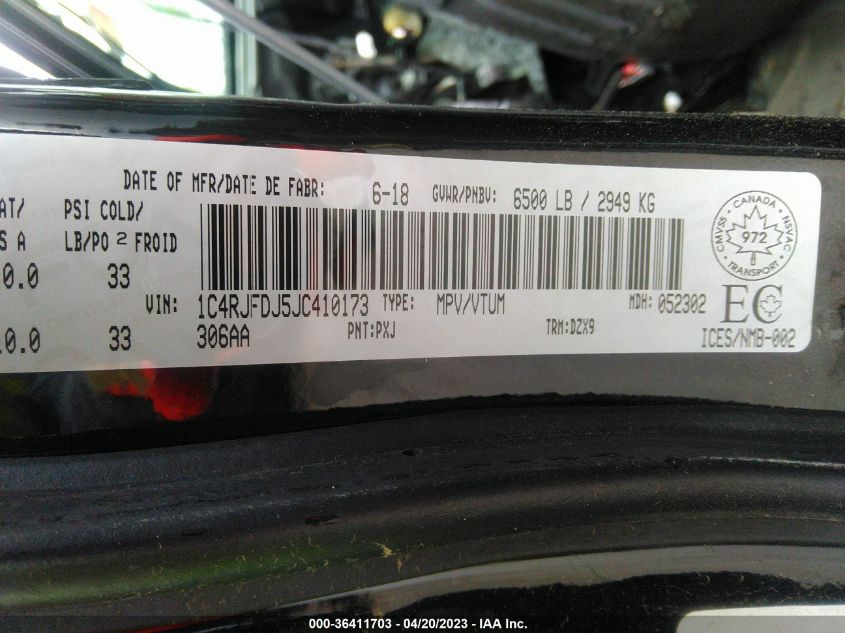 DATE OF MFR/DATE DE FABR: 6-18 GVWR/PNBV: 6500 LB / 2949 KG
AT/ PSI COLD/
S A LB/PO 2 FROID
0.0 33
VIN: 1C4RJFDJ5JC410173 TYPE: MPV/VTUM MDH: 052302
0.0 33 306AA PNT:PXJ TRM:DZX9
CANADA
CMVSS NSVAC
972
TRANSPORT
EC
ICES/NMB-002
000-36411703 - 04/20/2023 - IAA Inc.